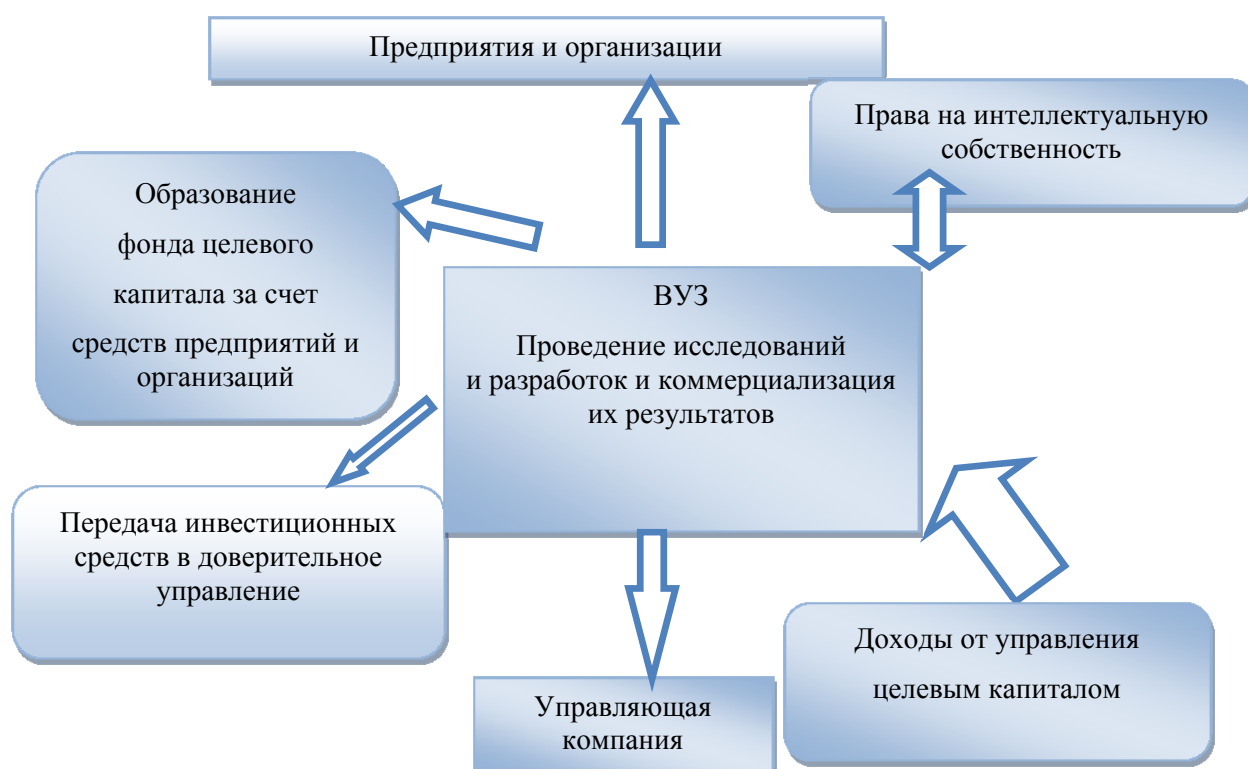 Предприятия и организации
Права на интеллектуальную
собственность
Образование
фонда целевого
капитала за счет
средств предприятий и
организаций
ВУЗ
Проведение исследований
и разработок и коммерциализация
их результатов
Передача инвестиционных
средств в доверительное
управление
Доходы от управления
целевым капиталом
Управляющая
компания